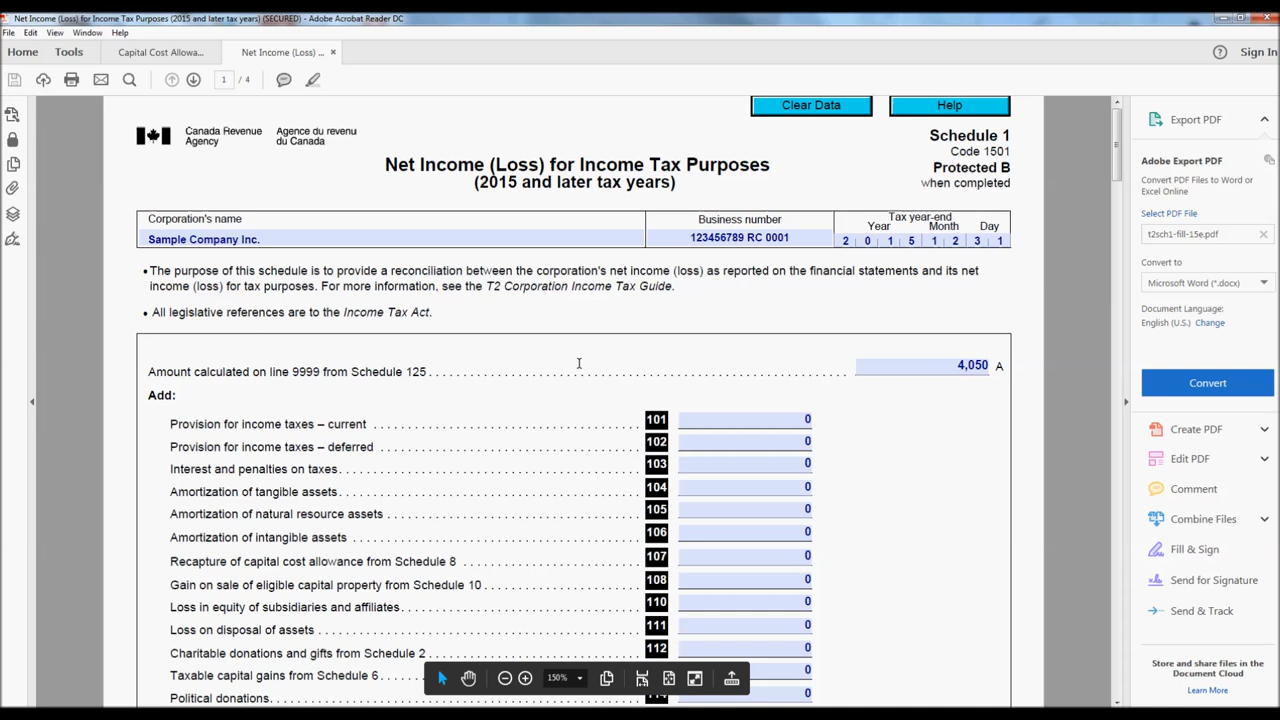 Net Income (Loss) for Income Tax Purposes (2015 and later tax years) (SECURED) - Adobe Acrobat Reader DC
File Edit View Window Help
Home Tools Capital Cost Allowa... Net Income (Loss) ... × Sign In
1 / 4
Clear Data Help
Canada Revenue Agency
Agence du revenu du Canada
Schedule 1
Code 1501
Protected B
when completed
Net Income (Loss) for Income Tax Purposes
(2015 and later tax years)
Corporation's name Business number Tax year-end
Year Month Day
Sample Company Inc. 123456789 RC 0001 2 0 1 5 1 2 3 1
• The purpose of this schedule is to provide a reconciliation between the corporation's net income (loss) as reported on the financial statements and its net
income (loss) for tax purposes. For more information, see the T2 Corporation Income Tax Guide.
• All legislative references are to the Income Tax Act.
Amount calculated on line 9999 from Schedule 125 4,050 A
Add:
Provision for income taxes – current 101 0
Provision for income taxes – deferred 102 0
Interest and penalties on taxes 103 0
Amortization of tangible assets 104 0
Amortization of natural resource assets 105 0
Amortization of intangible assets 106 0
Recapture of capital cost allowance from Schedule 8 107 0
Gain on sale of eligible capital property from Schedule 10 108 0
Loss in equity of subsidiaries and affiliates 110 0
Loss on disposal of assets 111 0
Charitable donations and gifts from Schedule 2 112 0
Taxable capital gains from Schedule 6 0
Political donations
150%
Export PDF
Adobe Export PDF
Convert PDF Files to Word or
Excel Online
Select PDF File
t2sch1-fill-15e.pdf
Convert to
Microsoft Word (*.docx)
Document Language:
English (U.S.) Change
Convert
Create PDF
Edit PDF
Comment
Combine Files
Fill & Sign
Send for Signature
Send & Track
Store and share files in the
Document Cloud
Learn More